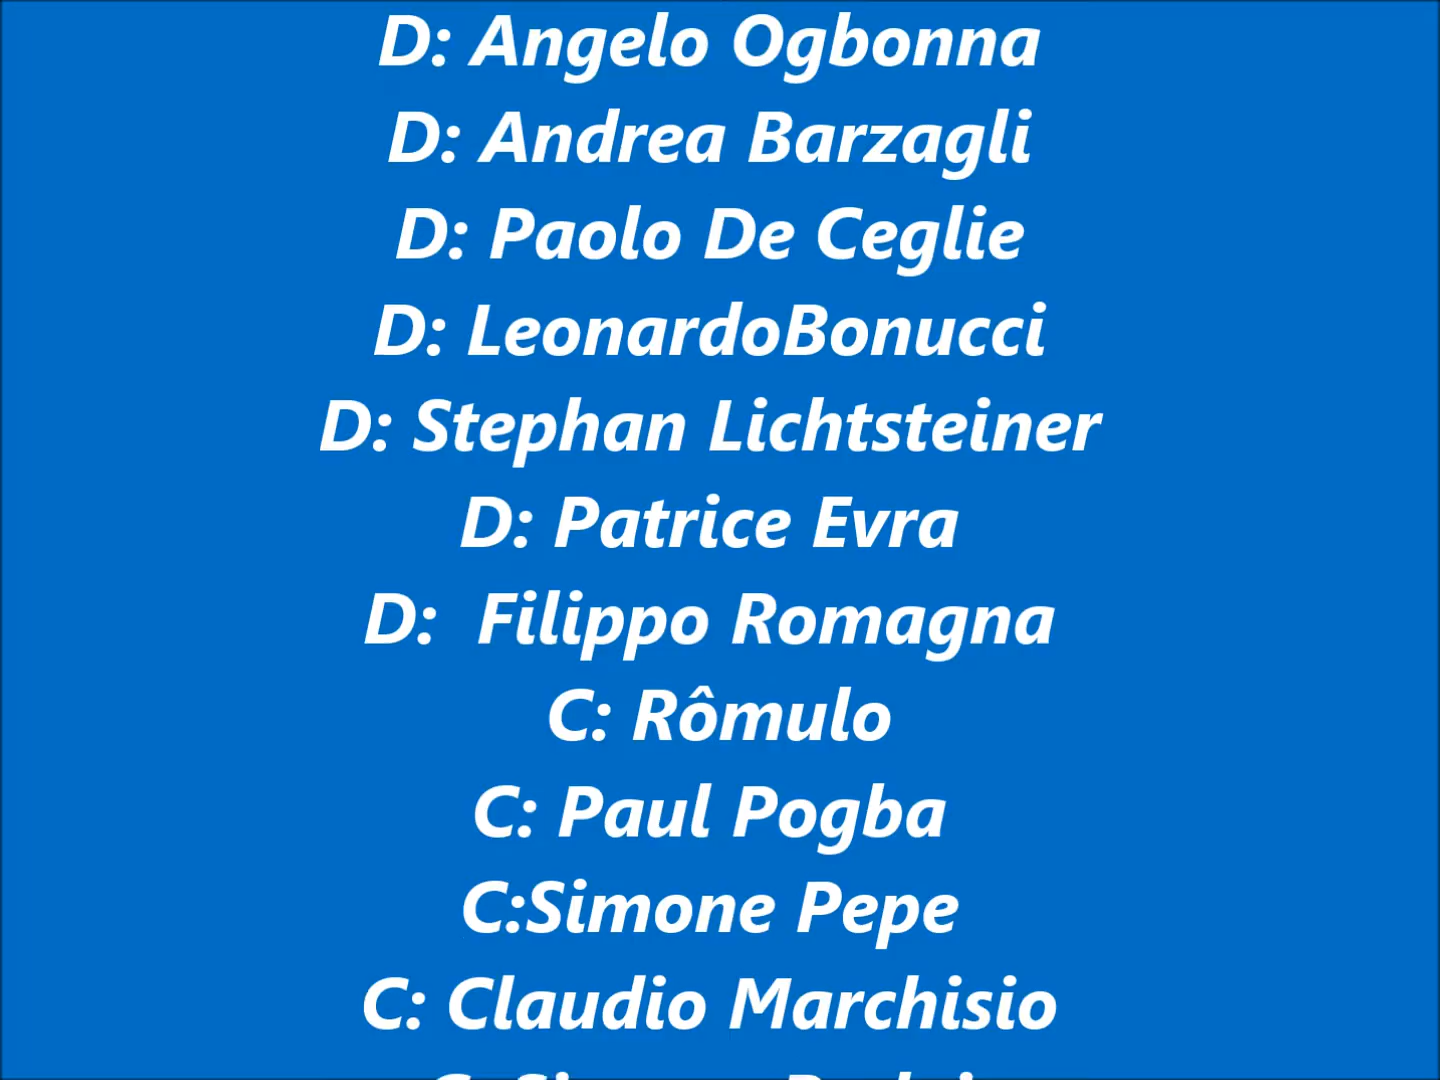 D: Angelo Ogbonna
D: Andrea Barzagli
D: Paolo De Ceglie
D: LeonardoBonucci
D: Stephan Lichtsteiner
D: Patrice Evra
D:  Filippo Romagna
C: Rômulo
C: Paul Pogba
C:Simone Pepe
C: Claudio Marchisio